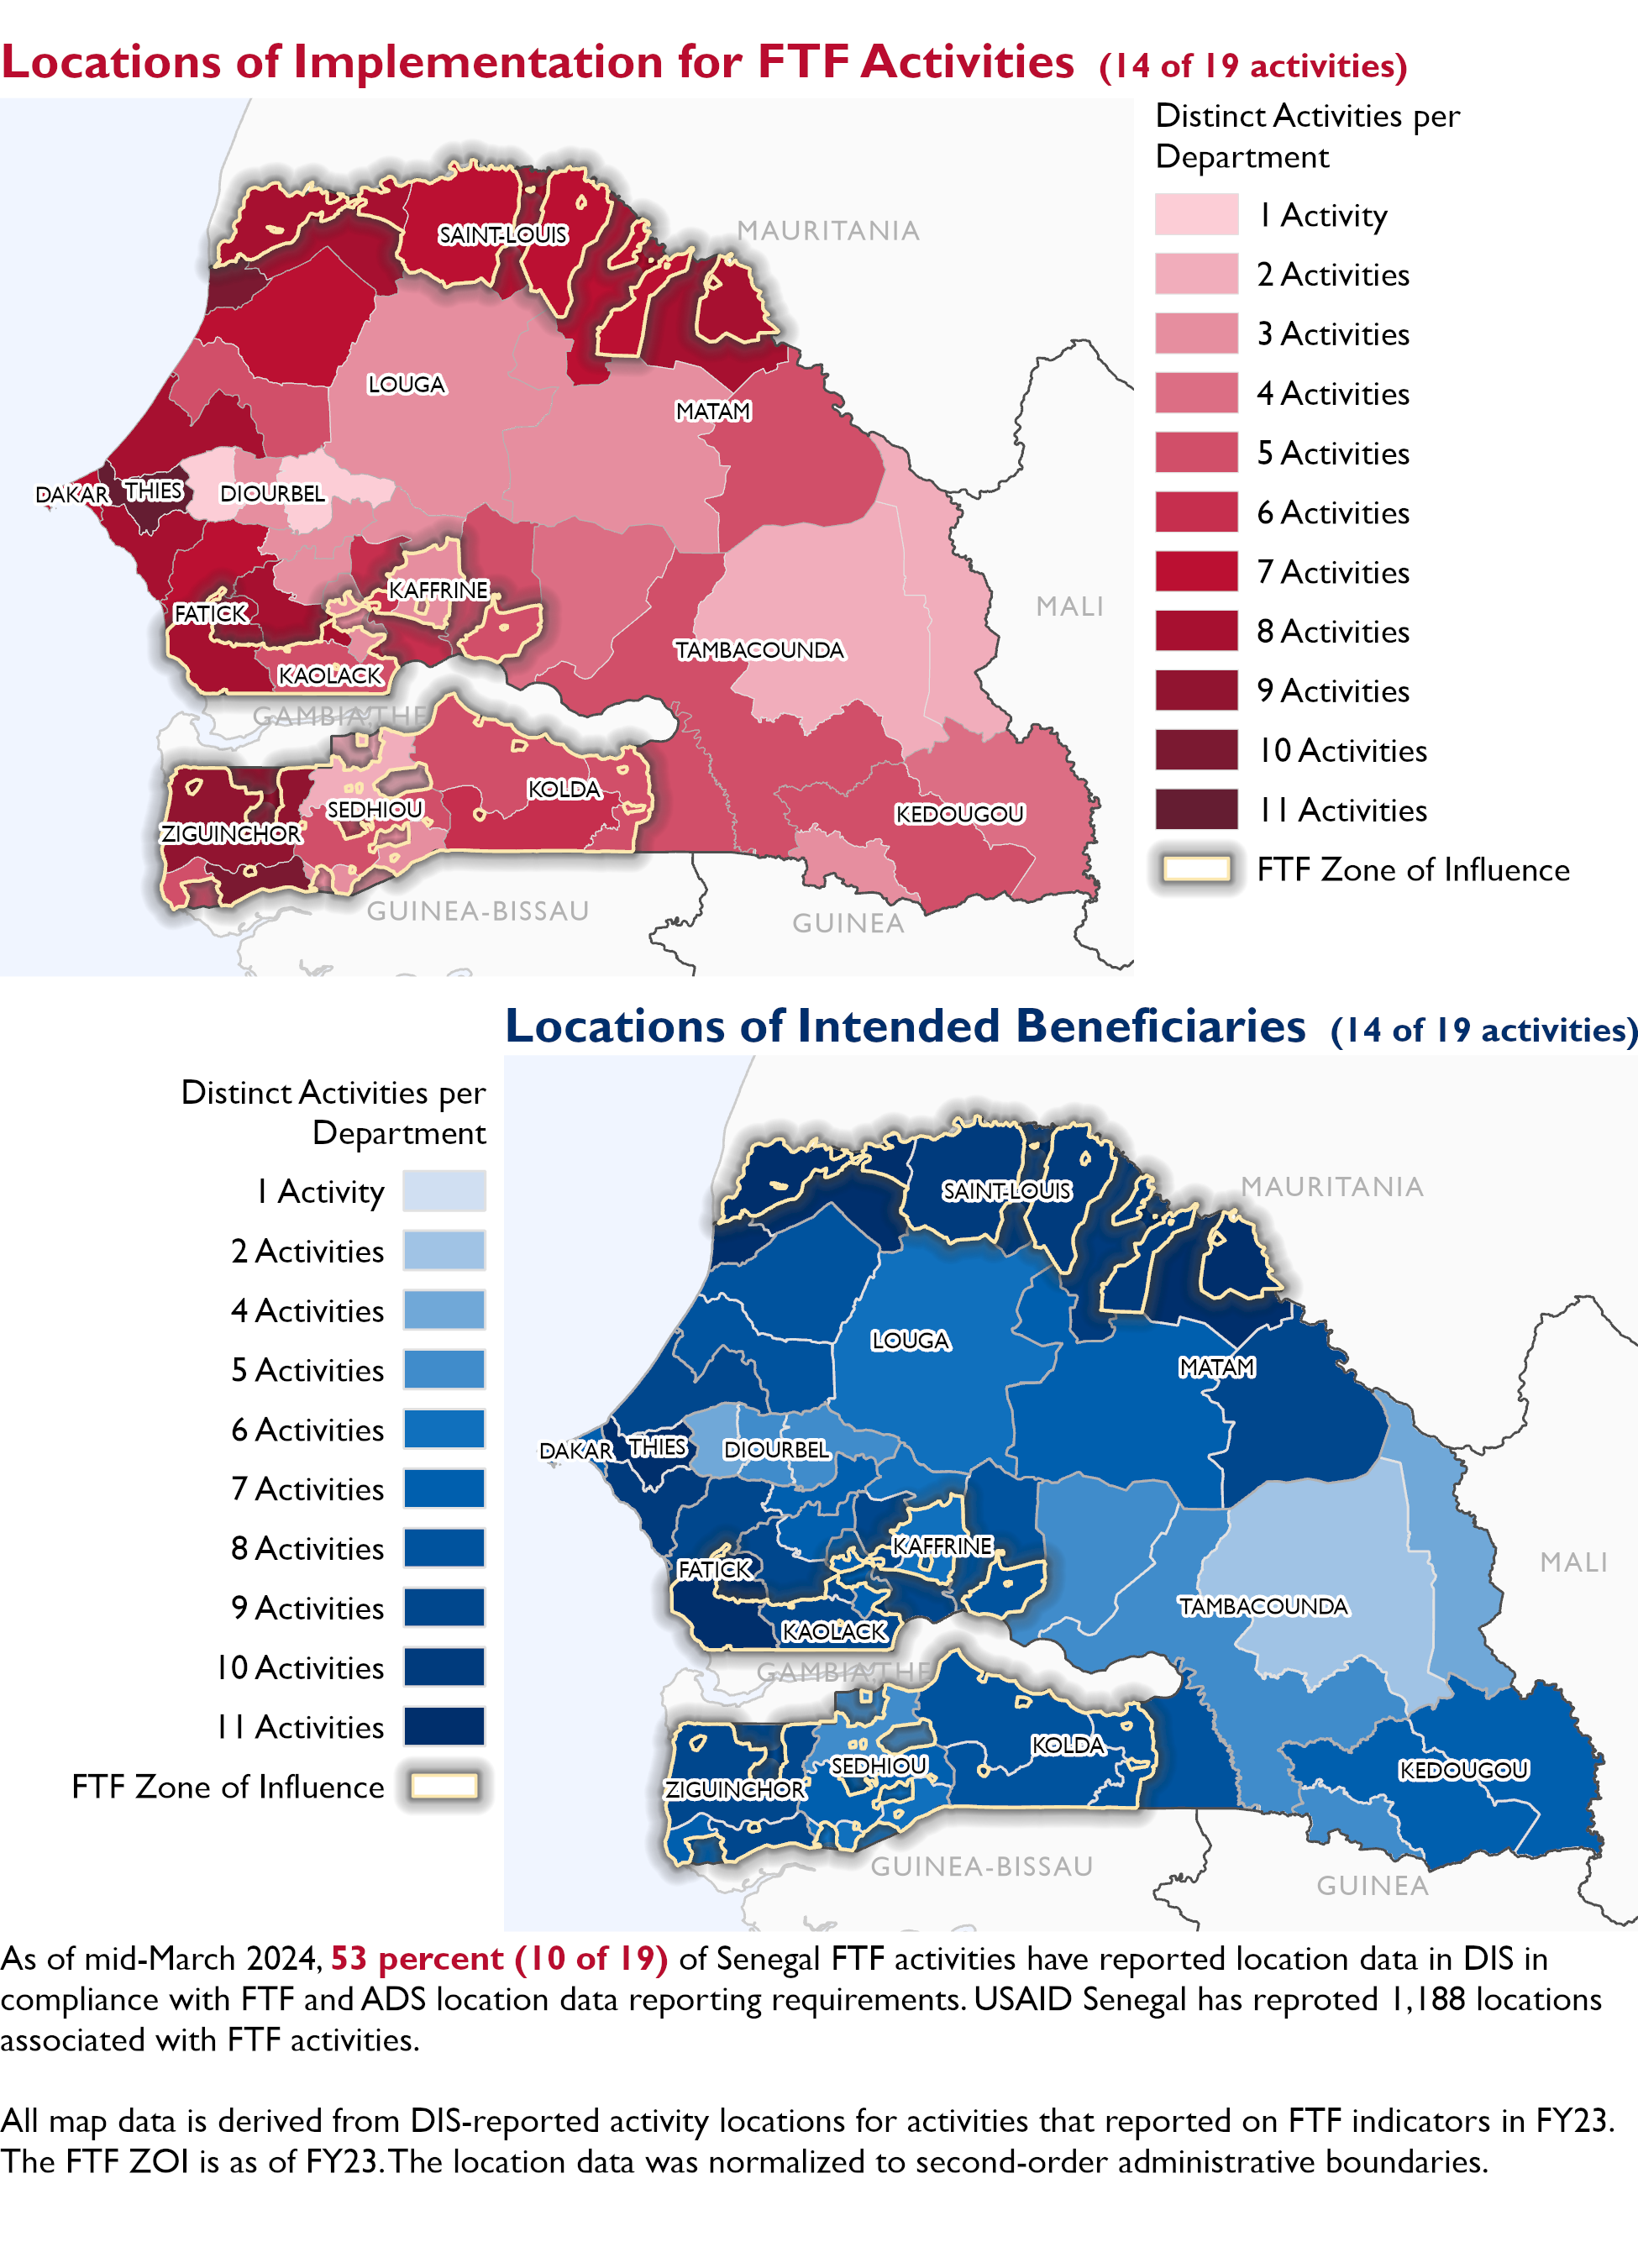 Locations of Implementation for FTF Activities (14 of 19 activities)
Distinct Activities per
Department
1 Activity
2 Activities
3 Activities
4 Activities
5 Activities
6 Activities
7 Activities
8 Activities
9 Activities
10 Activities
11 Activities
FTF Zone of Influence
MAURITANIA
SAINT-LOUIS
LOUGA
MATAM
DAKAR
THIES
DIOURBEL
KAFFRINE
MALI
FATICK
TAMBACOUNDA
KAOLACK
GAMBIA THE
KOLDA
SEDHIOU
KEDOUGOU
ZIGUINCHOR
GUINEA-BISSAU
GUINEA
Locations of Intended Beneficiaries (14 of 19 activities)
Distinct Activities per
Department
1 Activity
2 Activities
4 Activities
5 Activities
6 Activities
7 Activities
8 Activities
9 Activities
10 Activities
11 Activities
FTF Zone of Influence
MAURITANIA
SAINT-LOUIS
LOUGA
MATAM
DAKAR
THIES
DIOURBEL
KAFFRINE
MALI
FATICK
TAMBACOUNDA
KAOLACK
GAMBIA THE
KOLDA
SEDHIOU
KEDOUGOU
ZIGUINCHOR
GUINEA-BISSAU
GUINEA
As of mid-March 2024, 53 percent (10 of 19) of Senegal FTF activities have reported location data in DIS in
compliance with FTF and ADS location data reporting requirements. USAID Senegal has reproted 1,188 locations
associated with FTF activities.
All map data is derived from DIS-reported activity locations for activities that reported on FTF indicators in FY23.
The FTF ZOI is as of FY23. The location data was normalized to second-order administrative boundaries.